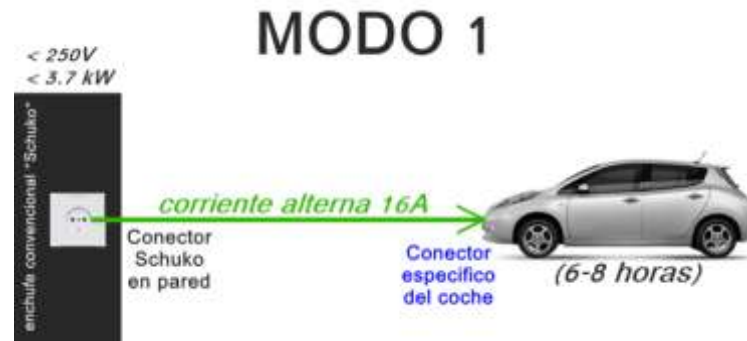 MODO 1
< 250V
< 3.7 kW
enchufe convencional "Schuko"
corriente alterna 16A
Conector
Schuko
en pared
Conector
especifico
del coche
(6-8 horas)